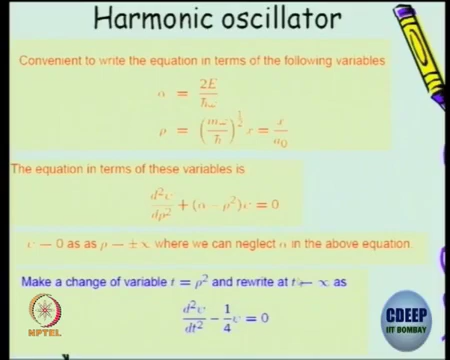 Harmonic oscillator
Convenient to write the equation in terms of the following variables
α = 2E / ℏω
ρ = (mω / ℏ)^{1/2} x = x / a₀
The equation in terms of these variables is
d²v / dρ² + (α − ρ²)v = 0
v → 0 as as ρ → ± ∞ where we can neglect α in the above equation.
Make a change of variable t = ρ² and rewrite at t → ∞ as
d²v / dt² − 1/4 v = 0
NPTEL
CDEEP
IIT BOMBAY